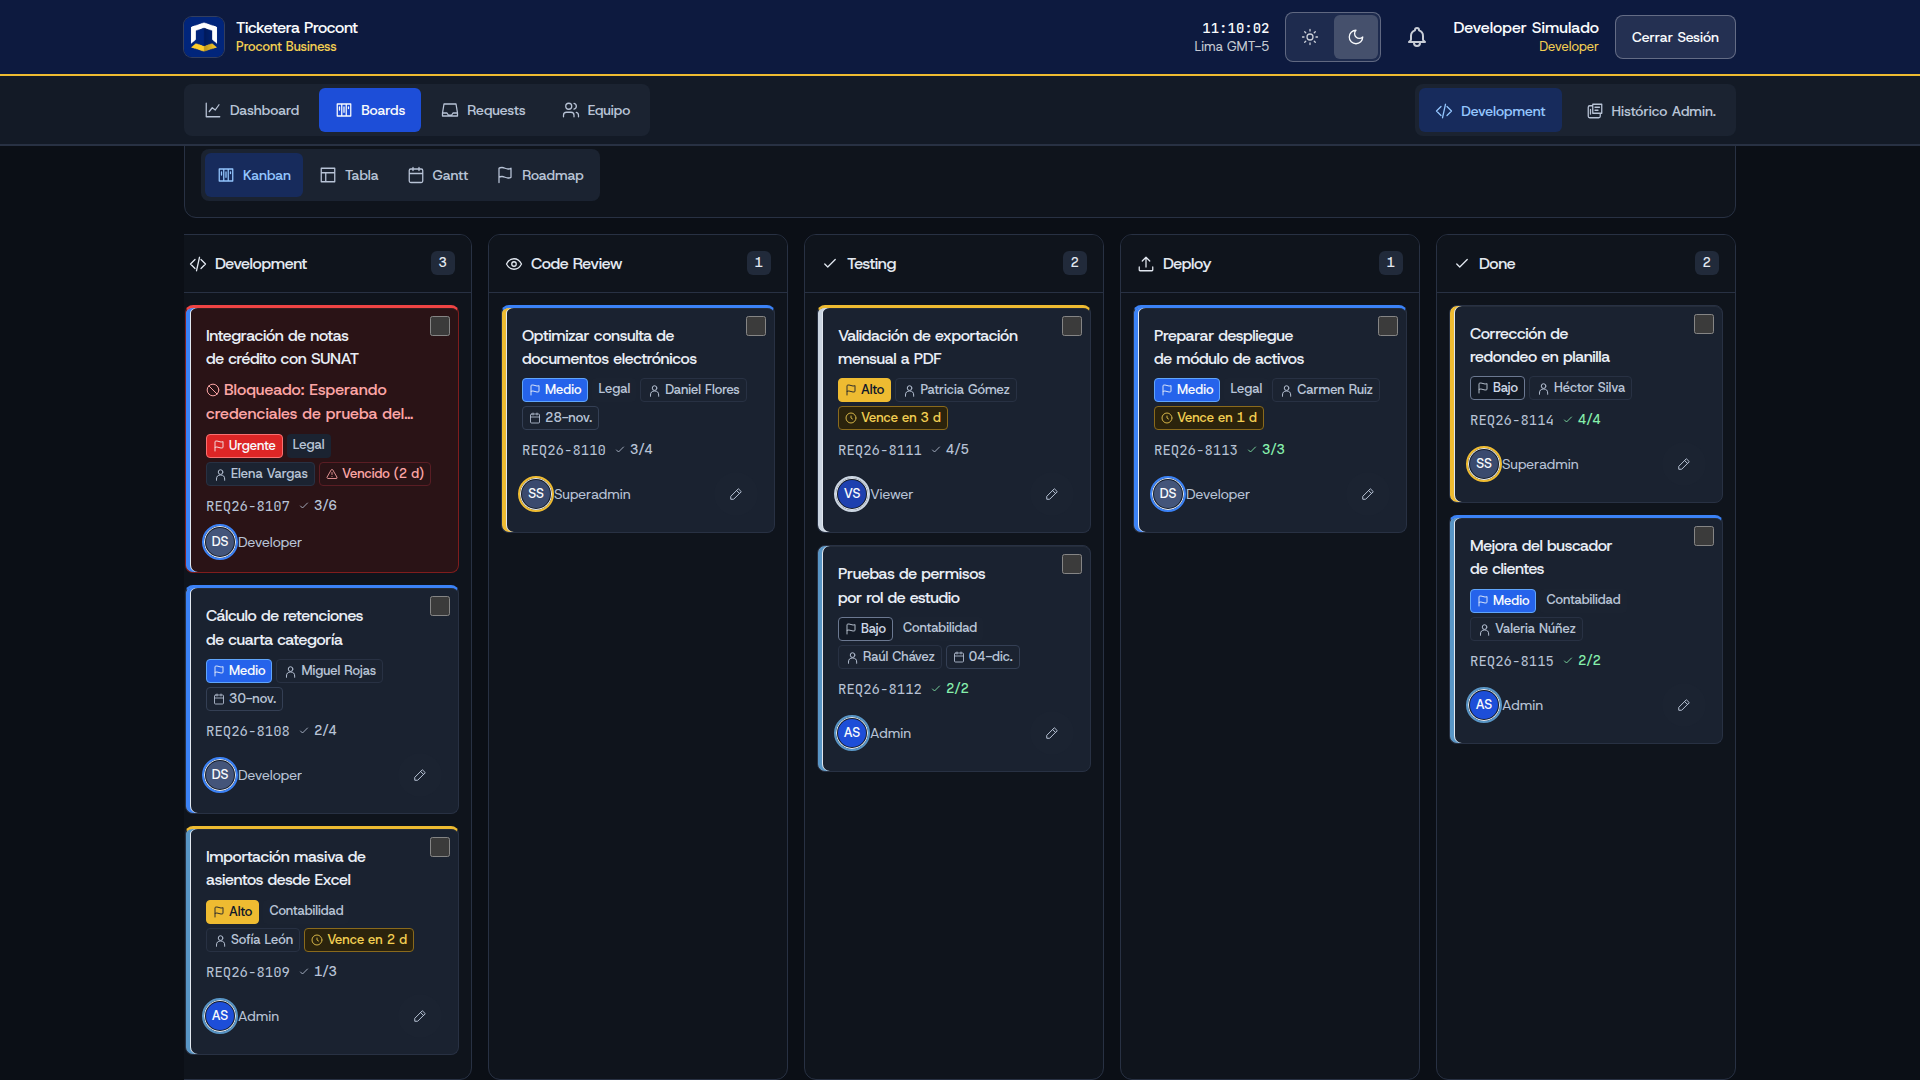 Ticketera Procont
Procont Business
11:10:02
Lima GMT-5
Developer Simulado
Developer
Cerrar Sesión
Dashboard
Boards
Requests
Equipo
Development
Histórico Admin.
Kanban
Tabla
Gantt
Roadmap
Development
3
Integración de notas
de crédito con SUNAT
Bloqueado: Esperando
credenciales de prueba del...
Urgente
Legal
Elena Vargas
Vencido (2 d)
REQ26-8107
3/6
DS
Developer
Cálculo de retenciones
de cuarta categoría
Medio
Miguel Rojas
30-nov.
REQ26-8108
2/4
DS
Developer
Importación masiva de
asientos desde Excel
Alto
Contabilidad
Sofía León
Vence en 2 d
REQ26-8109
1/3
AS
Admin
Code Review
1
Optimizar consulta de
documentos electrónicos
Medio
Legal
Daniel Flores
28-nov.
REQ26-8110
3/4
SS
Superadmin
Testing
2
Validación de exportación
mensual a PDF
Alto
Patricia Gómez
Vence en 3 d
REQ26-8111
4/5
VS
Viewer
Pruebas de permisos
por rol de estudio
Bajo
Contabilidad
Raúl Chávez
04-dic.
REQ26-8112
2/2
AS
Admin
Deploy
1
Preparar despliegue
de módulo de activos
Medio
Legal
Carmen Ruiz
Vence en 1 d
REQ26-8113
3/3
DS
Developer
Done
2
Corrección de
redondeo en planilla
Bajo
Héctor Silva
REQ26-8114
4/4
SS
Superadmin
Mejora del buscador
de clientes
Medio
Contabilidad
Valeria Núñez
REQ26-8115
2/2
AS
Admin